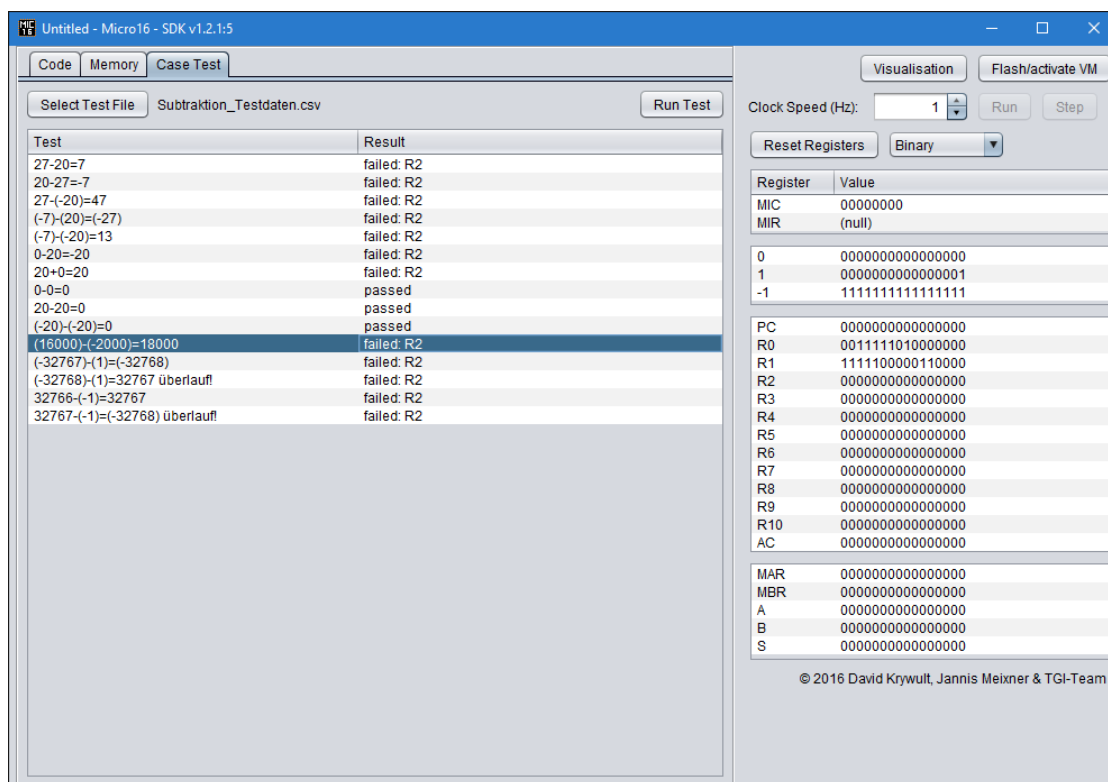 MIC 16 Untitled - Micro16 - SDK v1.2.1:5
Code Memory Case Test
Select Test File Subtraktion_Testdaten.csv Run Test
Test Result
27-20=7 failed: R2
20-27=-7 failed: R2
27-(-20)=47 failed: R2
(-7)-(20)=(-27) failed: R2
(-7)-(-20)=13 failed: R2
0-20=-20 failed: R2
20+0=20 failed: R2
0-0=0 passed
20-20=0 passed
(-20)-(-20)=0 passed
(16000)-(-2000)=18000 failed: R2
(-32767)-(1)=(-32768) failed: R2
(-32768)-(1)=32767 überlauf! failed: R2
32766-(-1)=32767 failed: R2
32767-(-1)=(-32768) überlauf! failed: R2
Visualisation Flash/activate VM
Clock Speed (Hz): 1 Run Step
Reset Registers Binary
Register Value
MIC 00000000
MIR (null)
0 0000000000000000
1 0000000000000001
-1 1111111111111111
PC 0000000000000000
R0 0011111010000000
R1 1111100000110000
R2 0000000000000000
R3 0000000000000000
R4 0000000000000000
R5 0000000000000000
R6 0000000000000000
R7 0000000000000000
R8 0000000000000000
R9 0000000000000000
R10 0000000000000000
AC 0000000000000000
MAR 0000000000000000
MBR 0000000000000000
A 0000000000000000
B 0000000000000000
S 0000000000000000
© 2016 David Krywult, Jannis Meixner & TGI-Team